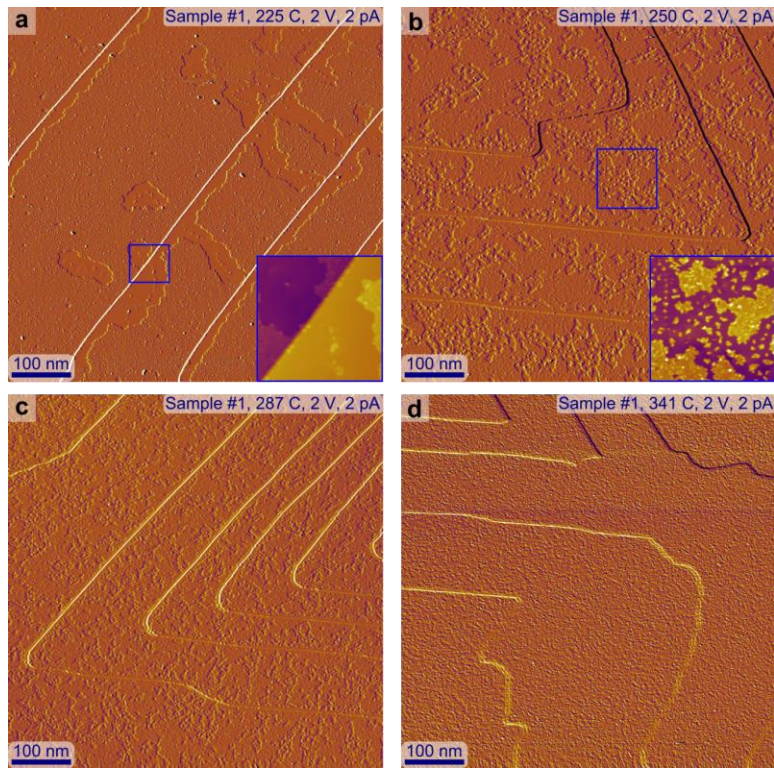 a
Sample #1, 225 C, 2 V, 2 pA
100 nm
b
Sample #1, 250 C, 2 V, 2 pA
100 nm
c
Sample #1, 287 C, 2 V, 2 pA
100 nm
d
Sample #1, 341 C, 2 V, 2 pA
100 nm